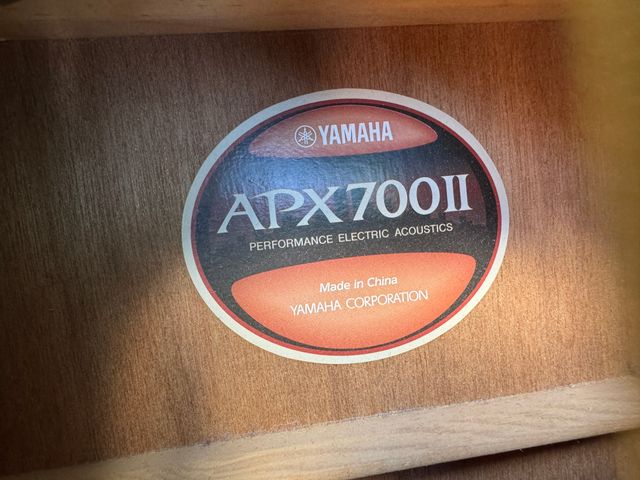 YAMAHA
APX700II
PERFORMANCE ELECTRIC ACOUSTICS
Made in China
YAMAHA CORPORATION